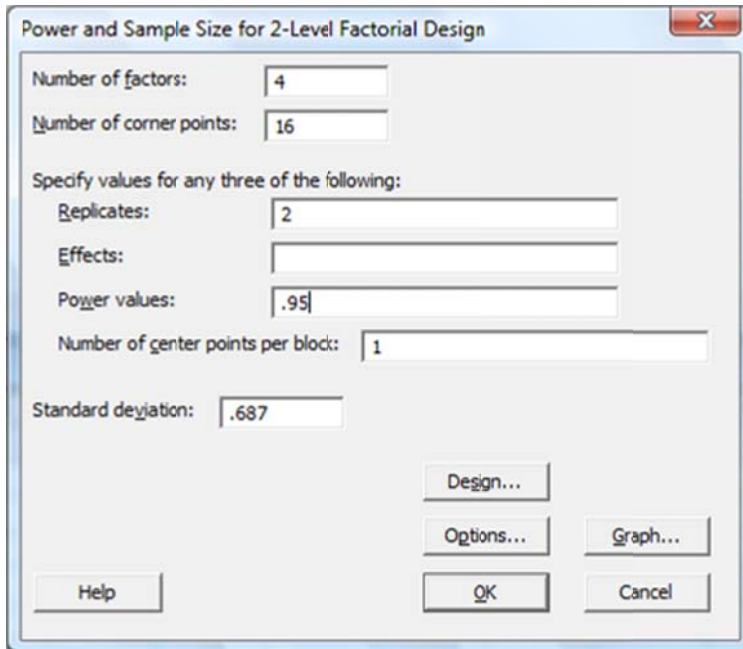 Power and Sample Size for 2-Level Factorial Design
Number of factors: 4
Number of corner points: 16
Specify values for any three of the following:
Replicates: 2
Effects:
Power values: .95
Number of center points per block: 1
Standard deviation: .687
Design...
Options... Graph...
Help OK Cancel